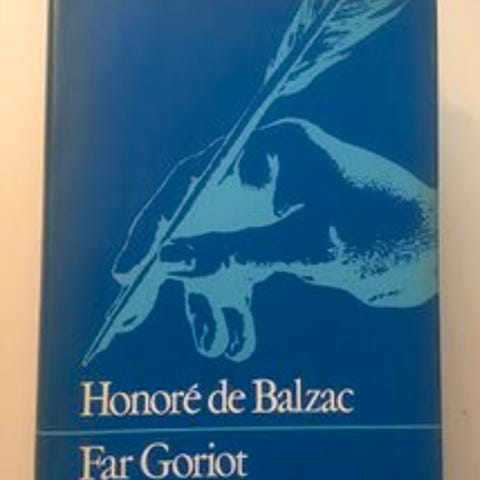 Honoré de Balzac
Far Goriot